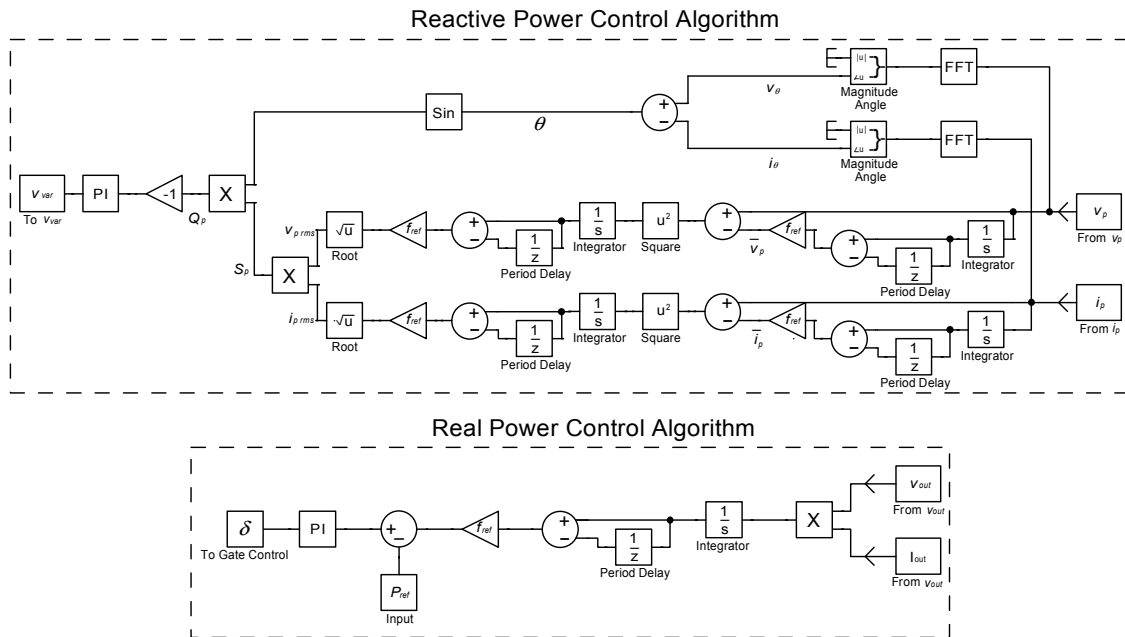 Reactive Power Control Algorithm
|u|
∠u
Magnitude
Angle
FFT
vθ
Sin
θ
+
−
|u|
∠u
Magnitude
Angle
FFT
iθ
v var
To vvar
PI
-1
Qp
X
Sp
X
vp rms
√u
Root
fref
+
−
1/z
Period Delay
1/s
Integrator
u²
Square
+
−
v̅p
fref
+
−
1/z
Period Delay
1/s
Integrator
vp
From vp
ip rms
√u
Root
fref
+
−
1/z
Period Delay
1/s
Integrator
u²
Square
+
−
i̅p
fref
+
−
1/z
Period Delay
1/s
Integrator
ip
From ip
Real Power Control Algorithm
δ
To Gate Control
PI
+
−
Pref
Input
fref
+
−
1/z
Period Delay
1/s
Integrator
X
vout
From vout
Iout
From vout